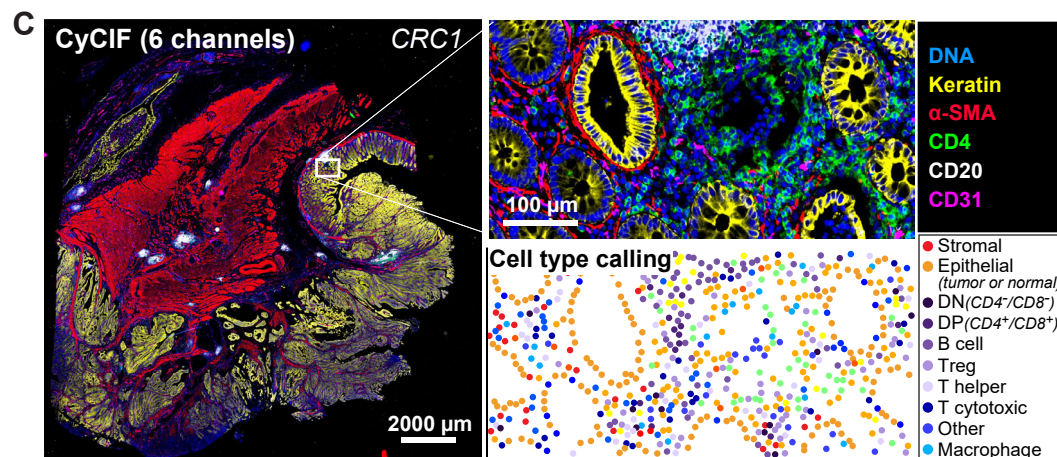 C
CyCIF (6 channels)
CRC1
2000 µm
100 µm
DNA
Keratin
α-SMA
CD4
CD20
CD31
Cell type calling
Stromal
Epithelial
(tumor or normal)
DN(CD4⁻/CD8⁻)
DP(CD4⁺/CD8⁺)
B cell
Treg
T helper
T cytotoxic
Other
Macrophage